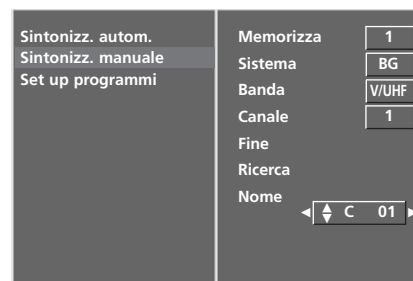 Sintonizz. autom.
Sintonizz. manuale
Set up programmi
Memorizza 1
Sistema BG
Banda V/UHF
Canale 1
Fine
Ricerca
Nome
C 01